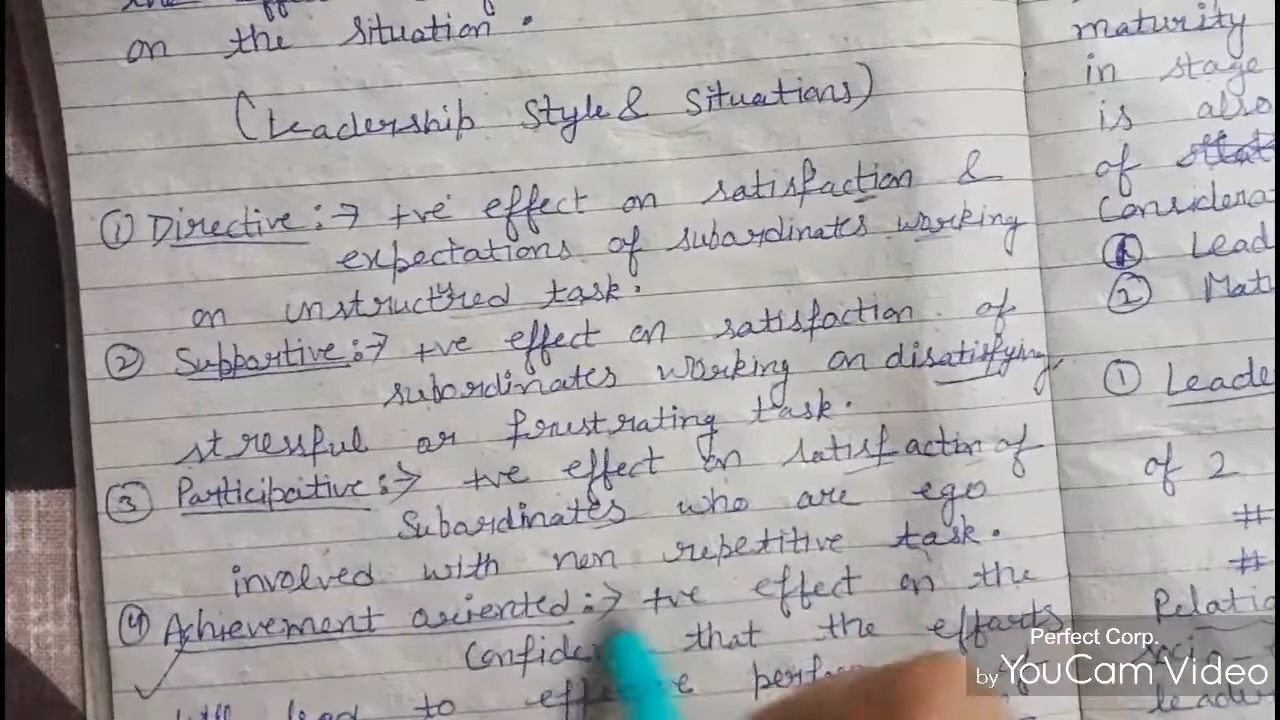 on the situation.
(Leadership Style & Situations)
① Directive :→ +ve effect on satisfaction &
expectations of subordinates working
on unstructured task.
② Supportive :→ +ve effect on satisfaction of
subordinates working on disatisfying,
stressful or frustrating task.
③ Participative :→ +ve effect on satisfaction of
Subordinates who are ego
involved with non repetitive task.
④ Achievement oriented :→ +ve effect on the
that the efforts
lead to
maturity
in stage
is also
of
① Lead
②
①
of 2
#
#
Perfect Corp.
by YouCam Video